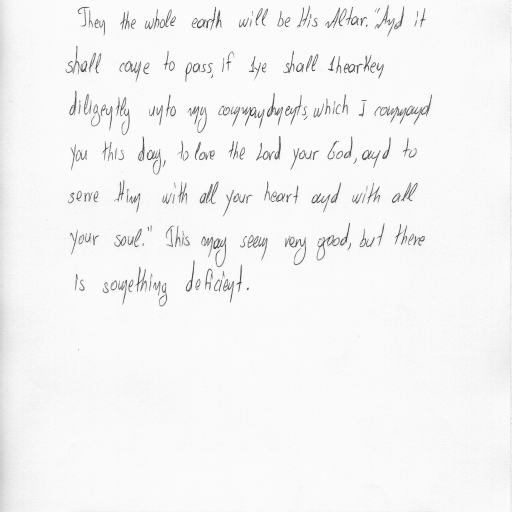 Then the whole earth will be His Altar. "And it
shall come to pass, if 1ye shall 1hearkey
diligently unto my commandments, which I command
you this day, to love the Lord your God, and to
serve Him with all your heart and with all
your soul." This may seem very good, but there
is something deficient.